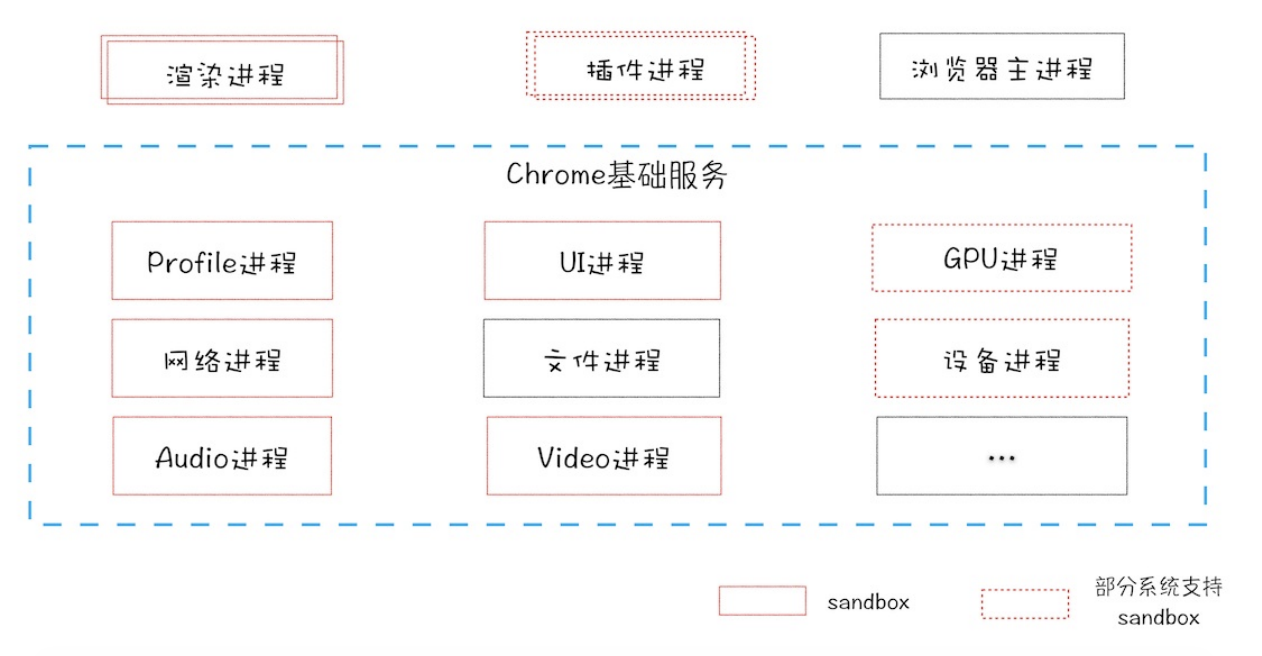 渲染进程
插件进程
浏览器主进程
Chrome基础服务
Profile进程
UI进程
GPU进程
网络进程
文件进程
设备进程
Audio进程
Video进程
...
sandbox
部分系统支持
sandbox